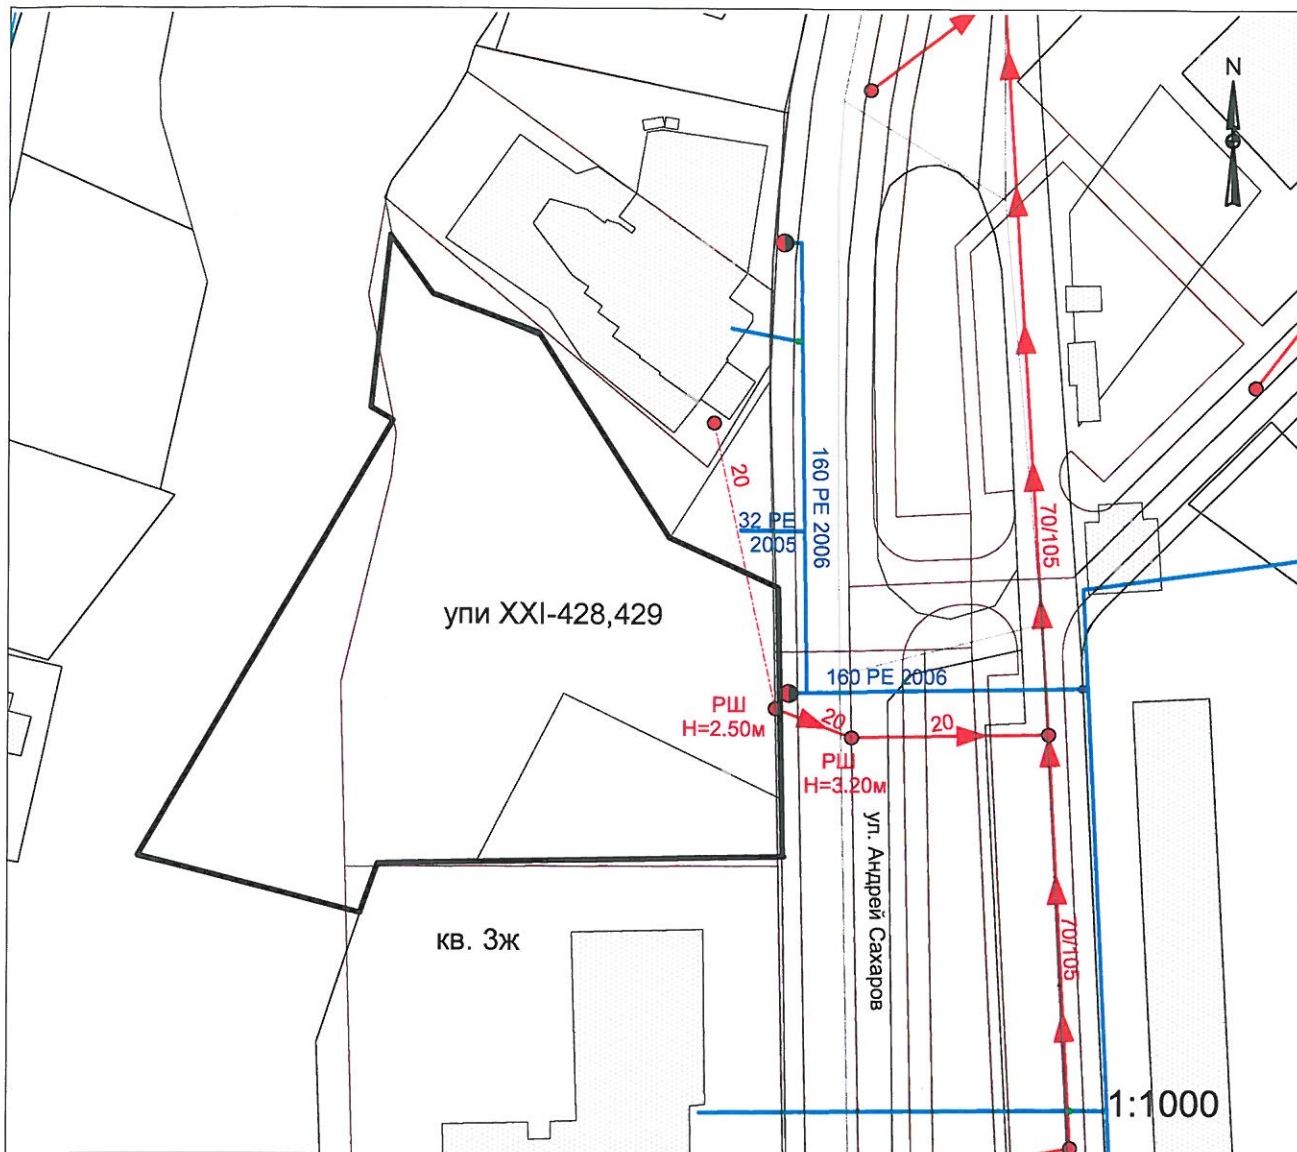 N
160 PE 2006
20
32 PE
2005
70/105
упи XXI-428,429
160 PE 2006
РШ
H=2.50м
20
20
РШ
H=3.20м
ул. Андрей Сахаров
70/105
кв. 3ж
1:1000